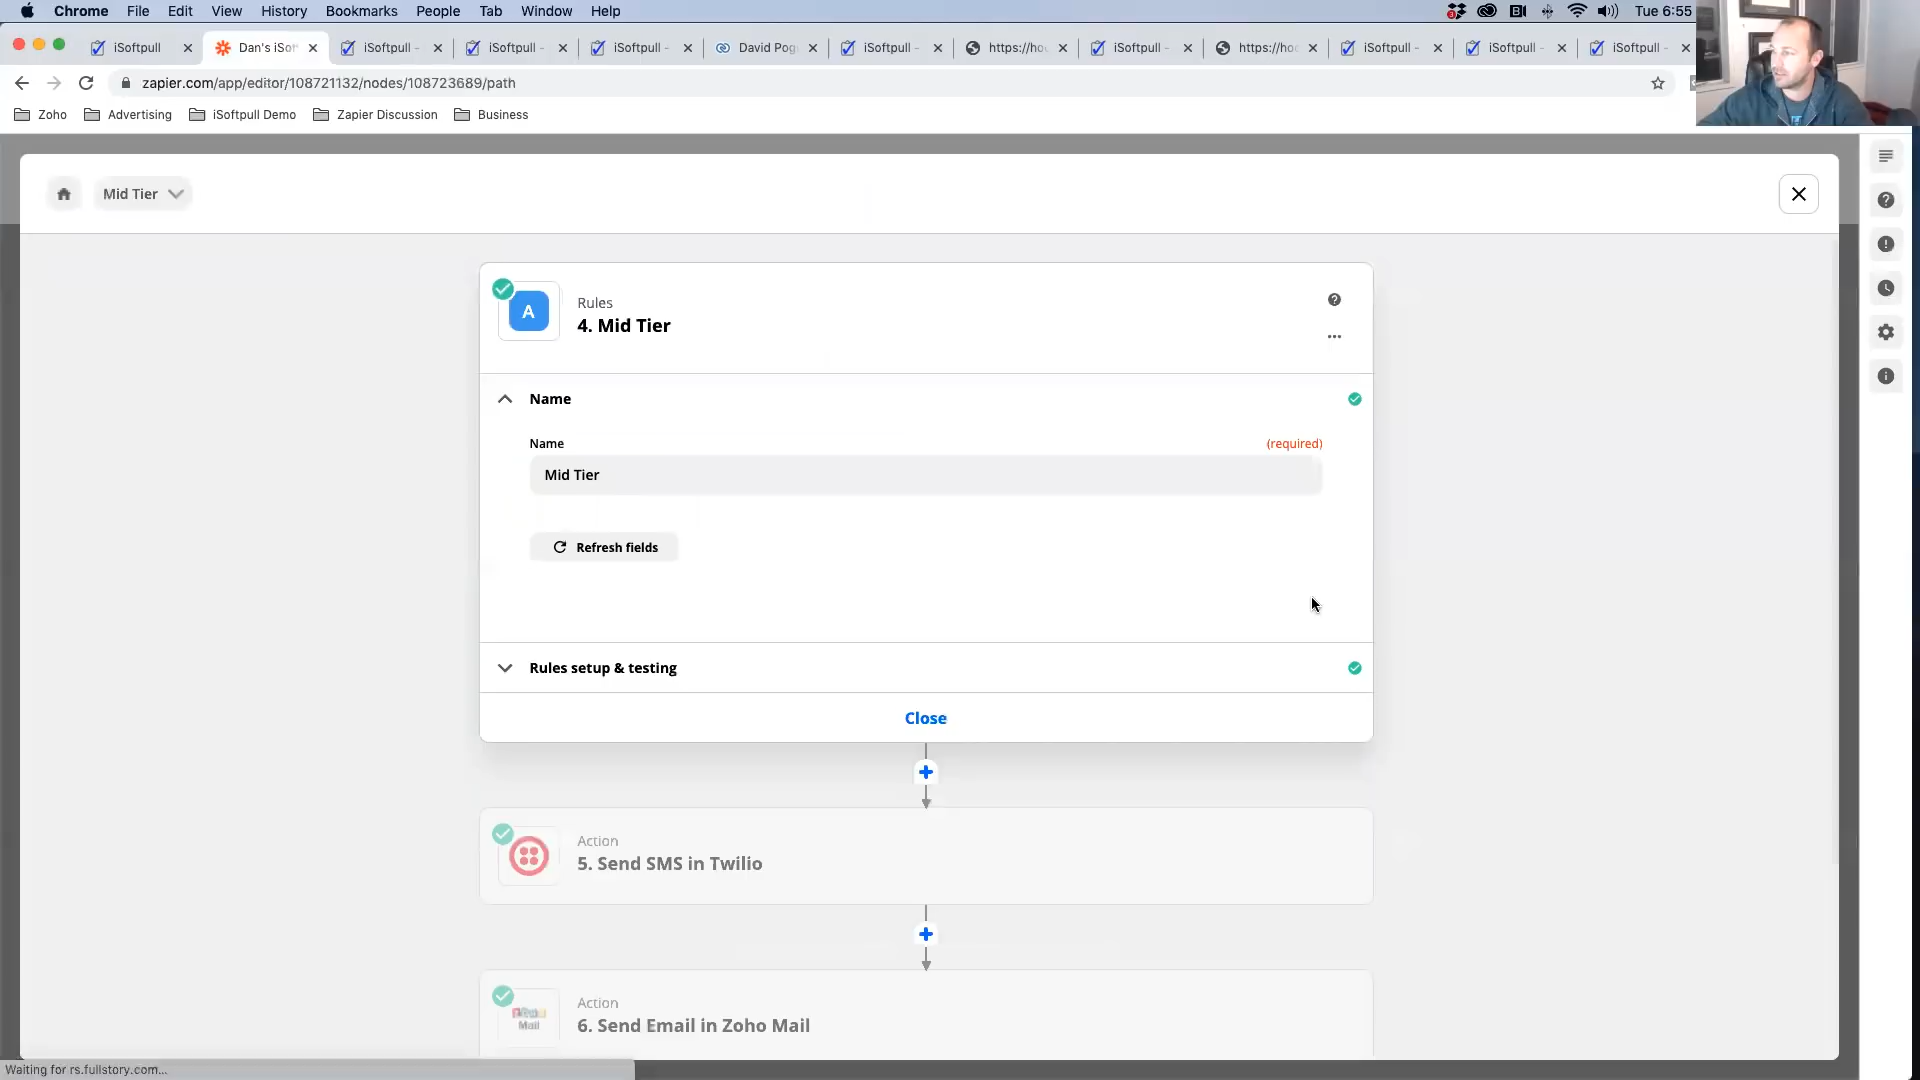 Chrome File Edit View History Bookmarks People Tab Window Help
Tue 6:55
iSoftpull
Dan's iSof
iSoftpull -
iSoftpull -
iSoftpull -
David Pog
iSoftpull -
https://ho
iSoftpull -
https://ho
iSoftpull -
iSoftpull -
iSoftpull -
zapier.com/app/editor/108721132/nodes/108723689/path
Zoho
Advertising
iSoftpull Demo
Zapier Discussion
Business
Mid Tier
A
Rules
4. Mid Tier
Name
Name
(required)
Mid Tier
Refresh fields
Rules setup & testing
Close
Action
5. Send SMS in Twilio
Action
Mail
6. Send Email in Zoho Mail
Waiting for rs.fullstory.com...